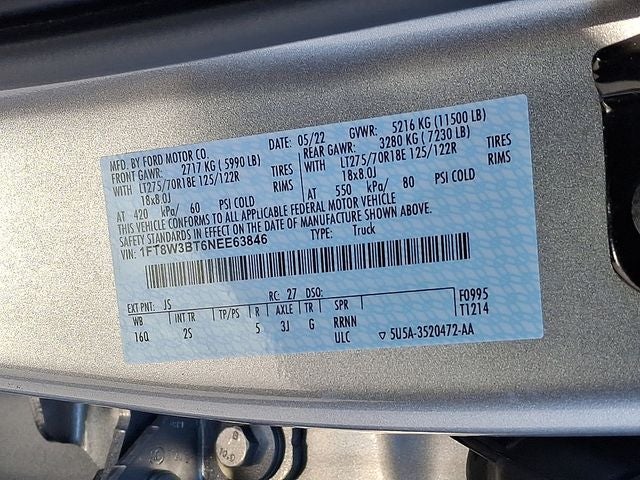 MFD. BY FORD MOTOR CO. DATE: 05/22 GVWR: 5216 KG (11500 LB)
FRONT GAWR: 2717 KG ( 5990 LB) REAR GAWR: 3280 KG ( 7230 LB)
WITH LT275/70R18E 125/122R TIRES WITH LT275/70R18E 125/122R TIRES
18x8.0J RIMS 18x8.0J RIMS
AT 420 kPa/ 60 PSI COLD AT 550 kPa/ 80 PSI COLD
THIS VEHICLE CONFORMS TO ALL APPLICABLE FEDERAL MOTOR VEHICLE
SAFETY STANDARDS IN EFFECT ON THE DATE OF MANUFACTURE SHOWN ABOVE.
VIN: 1FT8W3BT6NEE63846 TYPE: Truck
EXT PNT: JS RC: 27 DSO:
WB INT TR TP/PS R AXLE TR SPR F0995
160 2S 5 3J G RRNN T1214
ULC 5U5A-3520472-AA
B
10.9